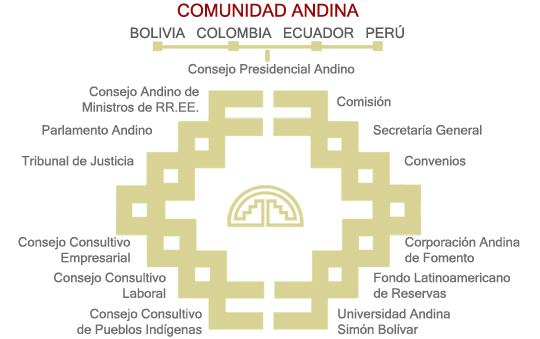 COMUNIDAD ANDINA
BOLIVIA COLOMBIA ECUADOR PERÚ
Consejo Presidencial Andino
Consejo Andino de
Ministros de RR.EE.
Comisión
Parlamento Andino
Secretaría General
Tribunal de Justicia
Convenios
Consejo Consultivo
Empresarial
Corporación Andina
de Fomento
Consejo Consultivo
Laboral
Fondo Latinoamericano
de Reservas
Consejo Consultivo
de Pueblos Indígenas
Universidad Andina
Simón Bolívar